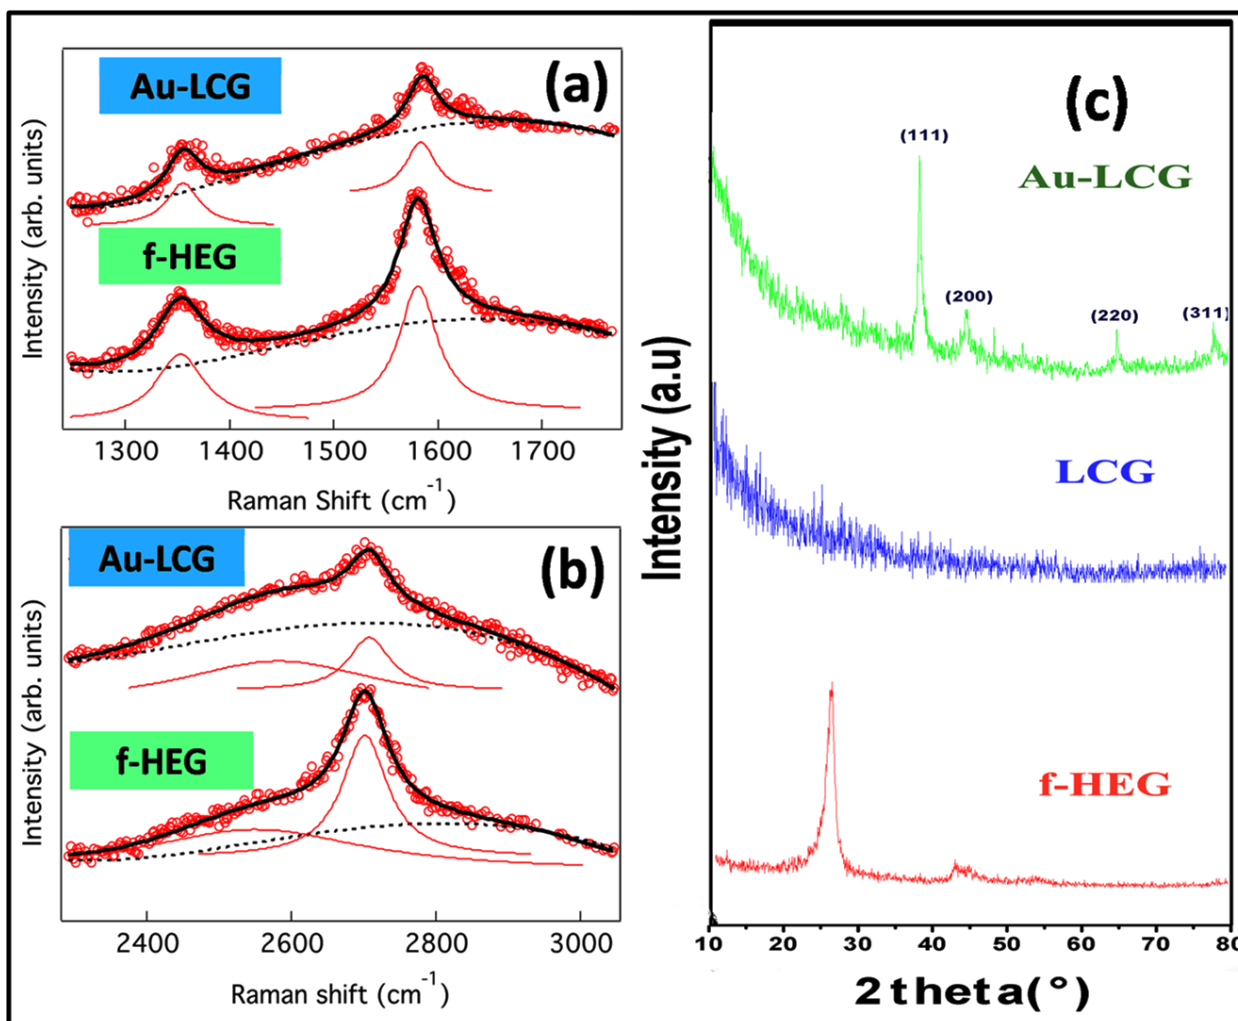 (a)
Au-LCG
f-HEG
Intensity (arb. units)
1300 1400 1500 1600 1700
Raman Shift (cm⁻¹)
(b)
Au-LCG
f-HEG
Intensity (arb. units)
2400 2600 2800 3000
Raman shift (cm⁻¹)
(c)
(111)
Au-LCG
(200)
(220)
(311)
LCG
f-HEG
Intensity (a.u)
10 20 30 40 50 60 70 80
2 theta(°)